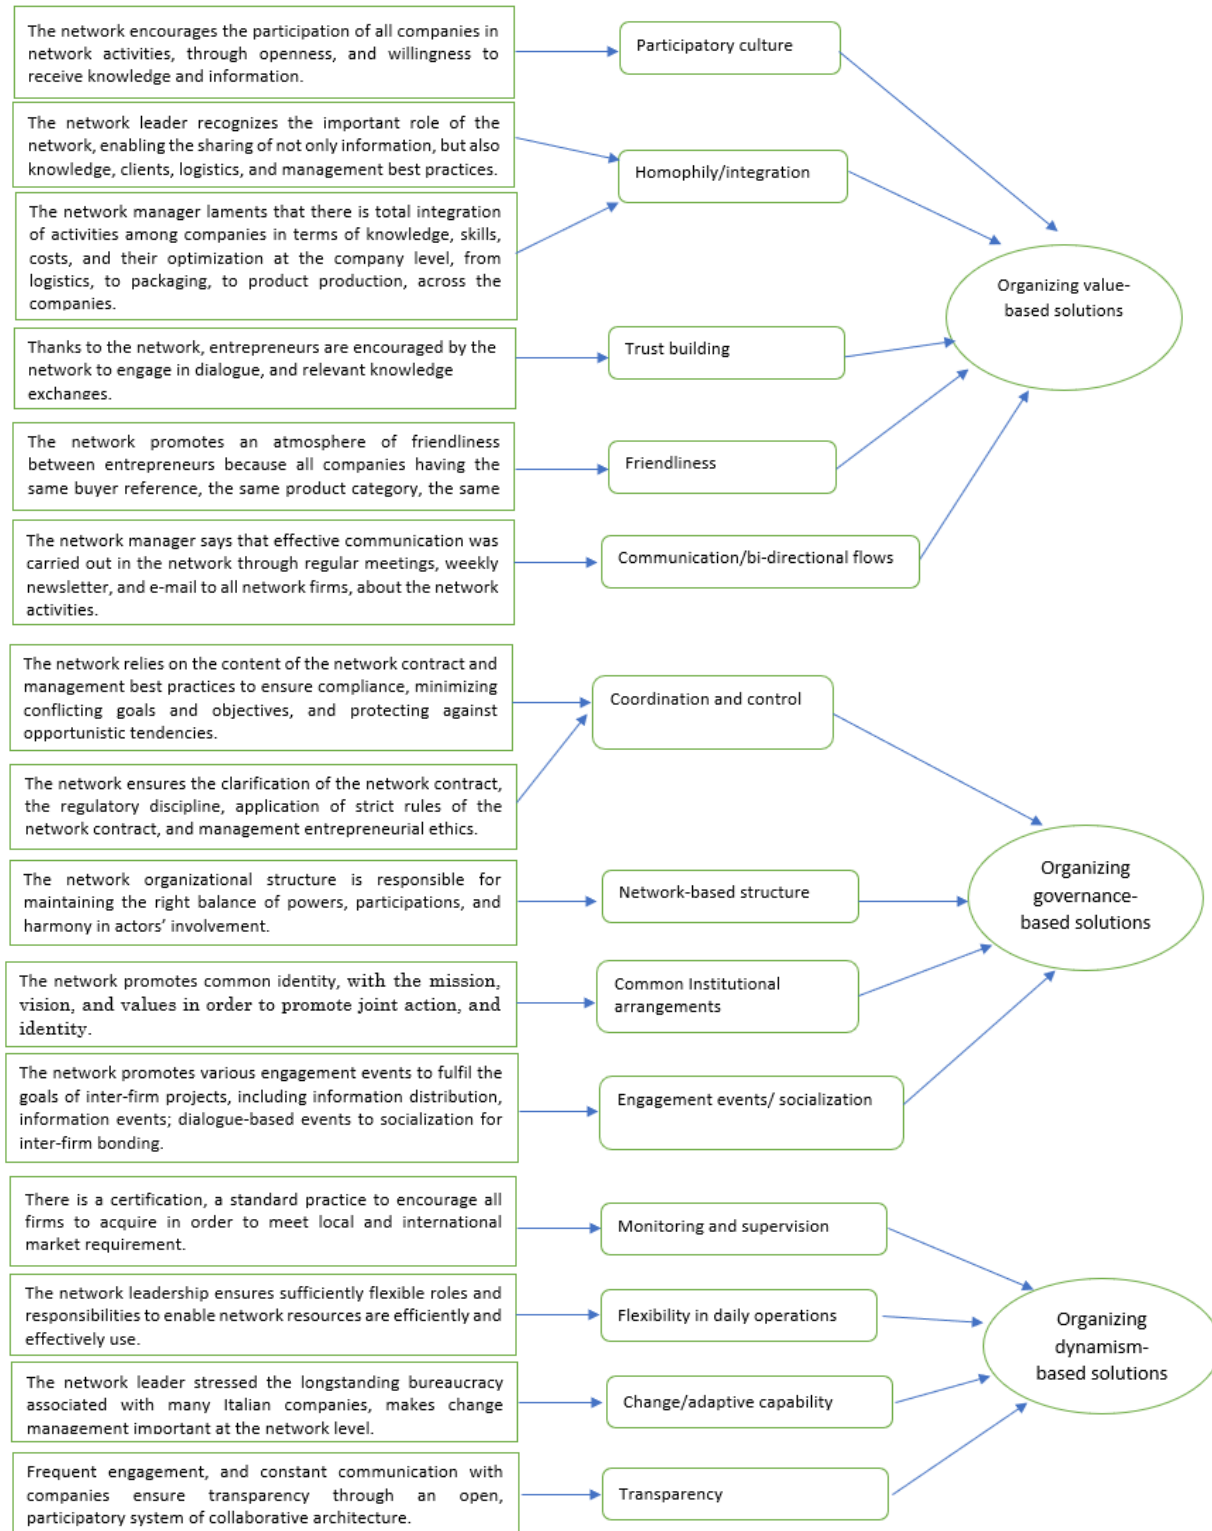 The network encourages the participation of all companies in
network activities, through openness, and willingness to
receive knowledge and information.
Participatory culture
The network leader recognizes the important role of the
network, enabling the sharing of not only information, but also
knowledge, clients, logistics, and management best practices.
Homophily/integration
The network manager laments that there is total integration
of activities among companies in terms of knowledge, skills,
costs, and their optimization at the company level, from
logistics, to packaging, to product production, across the
companies.
Organizing value-
based solutions
Thanks to the network, entrepreneurs are encouraged by the
network to engage in dialogue, and relevant knowledge
exchanges.
Trust building
The network promotes an atmosphere of friendliness
between entrepreneurs because all companies having the
same buyer reference, the same product category, the same
Friendliness
The network manager says that effective communication was
carried out in the network through regular meetings, weekly
newsletter, and e-mail to all network firms, about the network
activities.
Communication/bi-directional flows
The network relies on the content of the network contract and
management best practices to ensure compliance, minimizing
conflicting goals and objectives, and protecting against
opportunistic tendencies.
Coordination and control
The network ensures the clarification of the network contract,
the regulatory discipline, application of strict rules of the
network contract, and management entrepreneurial ethics.
The network organizational structure is responsible for
maintaining the right balance of powers, participations, and
harmony in actors’ involvement.
Network-based structure
Organizing
governance-
based solutions
The network promotes common identity, with the mission,
vision, and values in order to promote joint action, and
identity.
Common Institutional
arrangements
The network promotes various engagement events to fulfil the
goals of inter-firm projects, including information distribution,
information events; dialogue-based events to socialization for
inter-firm bonding.
Engagement events/ socialization
There is a certification, a standard practice to encourage all
firms to acquire in order to meet local and international
market requirement.
Monitoring and supervision
The network leadership ensures sufficiently flexible roles and
responsibilities to enable network resources are efficiently and
effectively use.
Flexibility in daily operations
Organizing
dynamism-
based solutions
The network leader stressed the longstanding bureaucracy
associated with many Italian companies, makes change
management important at the network level.
Change/adaptive capability
Frequent engagement, and constant communication with
companies ensure transparency through an open,
participatory system of collaborative architecture.
Transparency